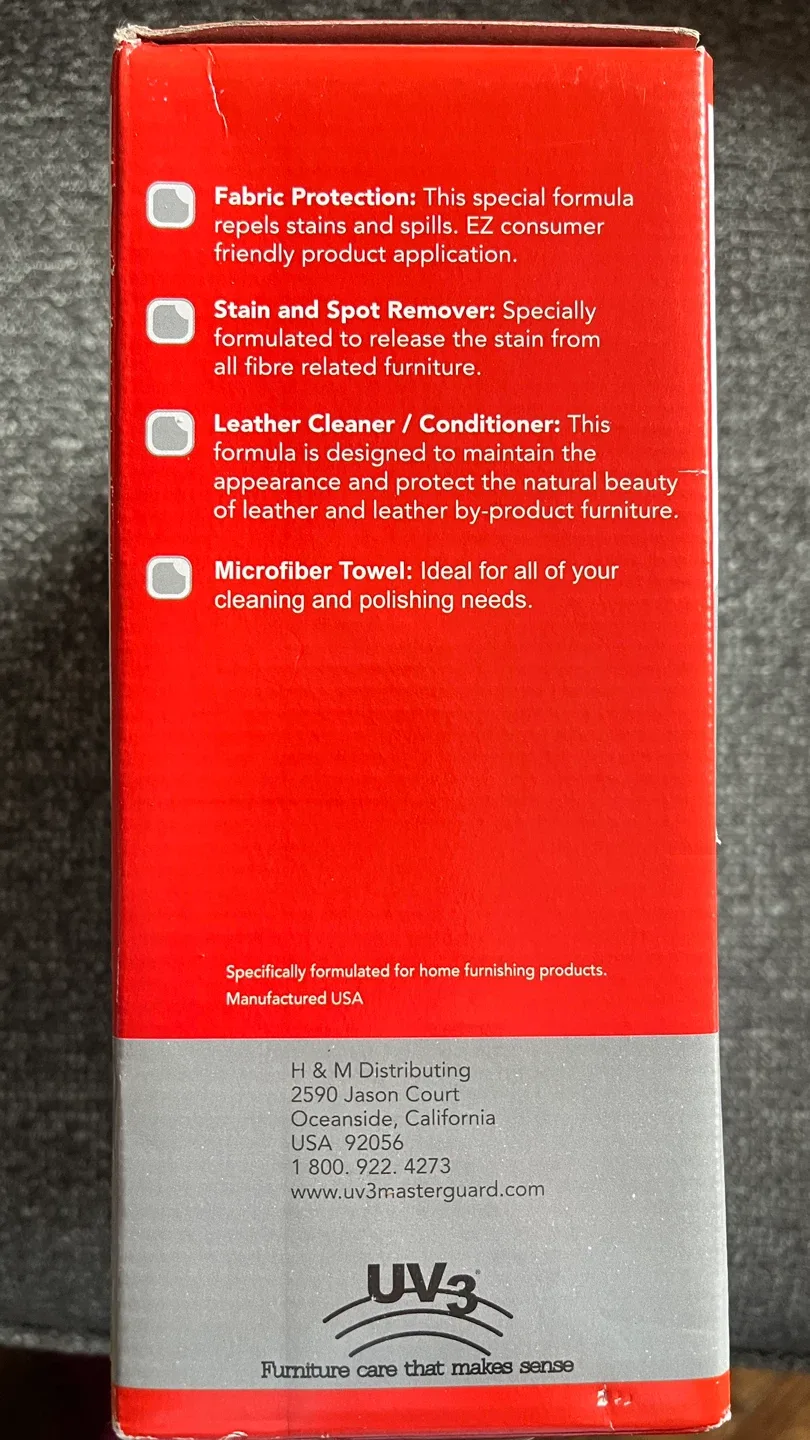 Fabric Protection: This special formula
repels stains and spills. EZ consumer
friendly product application.
Stain and Spot Remover: Specially
formulated to release the stain from
all fibre related furniture.
Leather Cleaner / Conditioner: This
formula is designed to maintain the
appearance and protect the natural beauty
of leather and leather by-product furniture.
Microfiber Towel: Ideal for all of your
cleaning and polishing needs.
Specifically formulated for home furnishing products.
Manufactured USA
H & M Distributing
2590 Jason Court
Oceanside, California
USA 92056
1 800. 922. 4273
www.uv3masterguard.com
UV3®
Furniture care that makes sense